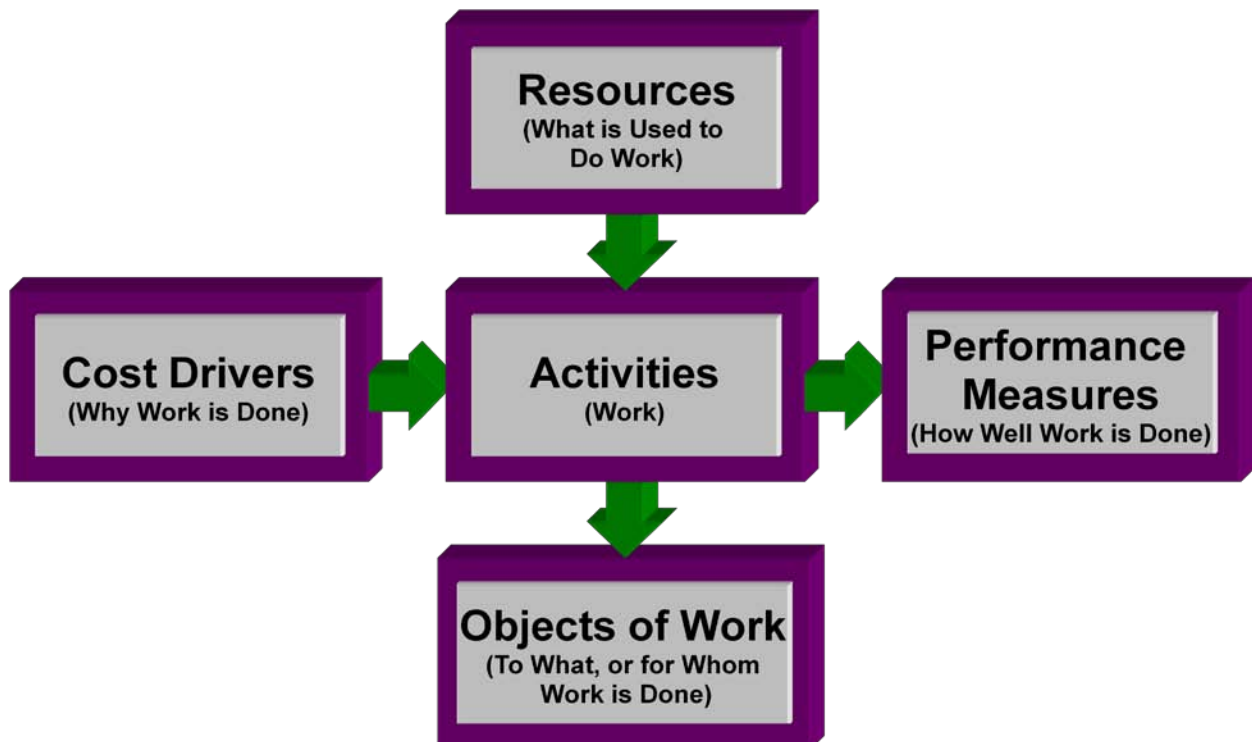 Resources
(What is Used to
Do Work)
Cost Drivers
(Why Work is Done)
Activities
(Work)
Performance
Measures
(How Well Work is Done)
Objects of Work
(To What, or for Whom
Work is Done)